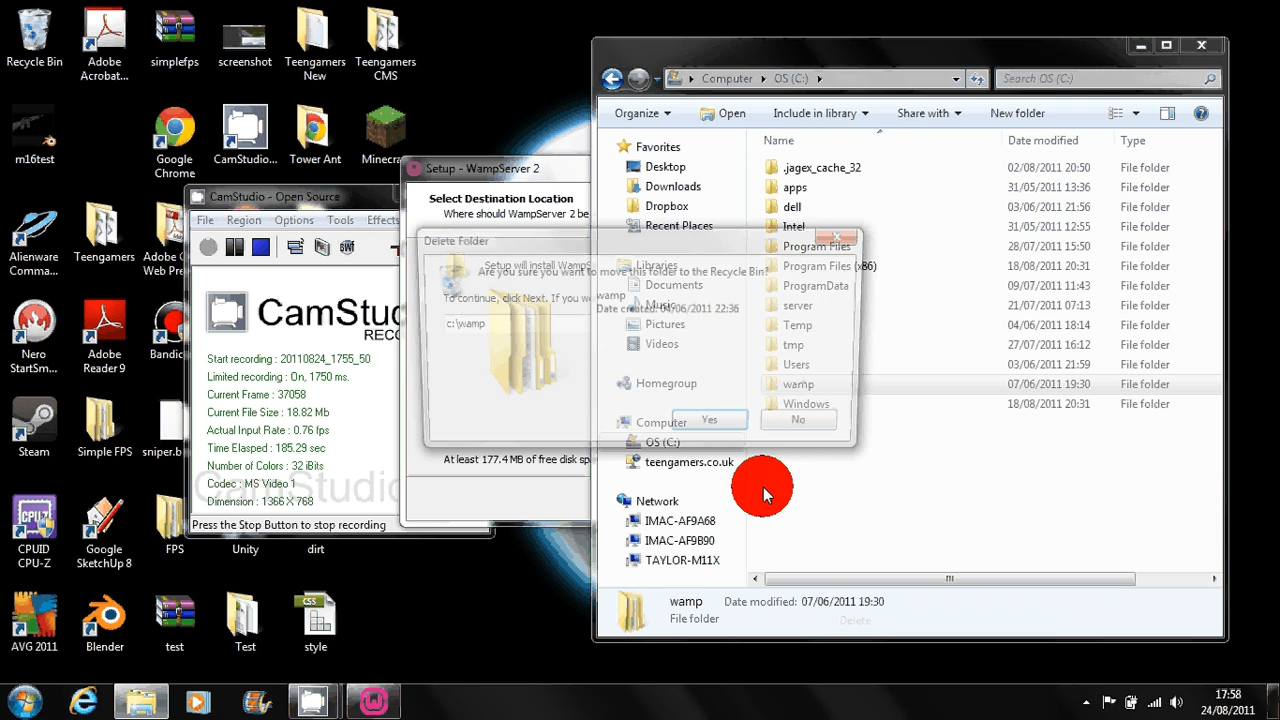 Recycle Bin
Adobe Acrobat...
simplefps
screenshot
Teengamers New
Teengamers CMS
m16test
Google Chrome
CamStudio...
Tower Ant
Minecra
Alienware Comma...
Teengamers
Adobe C
Web Pre
Nero StartSm...
Adobe Reader 9
Bandic
Steam
Simple FPS
sniper.b
CPUID CPU-Z
Google SketchUp 8
FPS
Unity
dirt
AVG 2011
Blender
test
Test
CSS
style
CamStudio - Open Source
File Region Options Tools Effects
CamStu
REC
Start recording : 20110824_1755_50
Limited recording : On, 1750 ms.
Current Frame : 37058
Current File Size : 18.82 Mb
Actual Input Rate : 0.76 fps
Time Elasped : 185.29 sec
Number of Colors : 32 iBits
Codec : MS Video 1
Dimension : 1366 X 768
CamStudio
Press the Stop Button to stop recording
Setup - WampServer 2
Select Destination Location
Where should WampServer 2 be
Setup will install WampS
To continue, click Next. If you w
c:\wamp
At least 177.4 MB of free disk sp
Delete Folder
Are you sure you want to move this folder to the Recycle Bin?
wamp
Date created: 04/06/2011 22:36
Yes
No
Computer OS (C:)
Search OS (C:)
Organize Open Include in library Share with New folder
Favorites
Desktop
Downloads
Dropbox
Recent Places
Libraries
Documents
Music
Pictures
Videos
Homegroup
Computer
OS (C:)
teengamers.co.uk
Network
IMAC-AF9A68
IMAC-AF9B90
TAYLOR-M11X
Name Date modified Type
.jagex_cache_32 02/08/2011 20:50 File folder
apps 31/05/2011 13:36 File folder
dell 03/06/2011 21:56 File folder
Intel 31/05/2011 12:55 File folder
Program Files 28/07/2011 15:50 File folder
Program Files (x86) 18/08/2011 20:31 File folder
ProgramData 09/07/2011 11:43 File folder
server 21/07/2011 07:13 File folder
Temp 04/06/2011 18:14 File folder
tmp 27/06/2011 16:12 File folder
Users 03/06/2011 21:59 File folder
wamp 07/06/2011 19:30 File folder
Windows 18/08/2011 20:31 File folder
wamp Date modified: 07/06/2011 19:30
File folder
Delete
17:58
24/08/2011